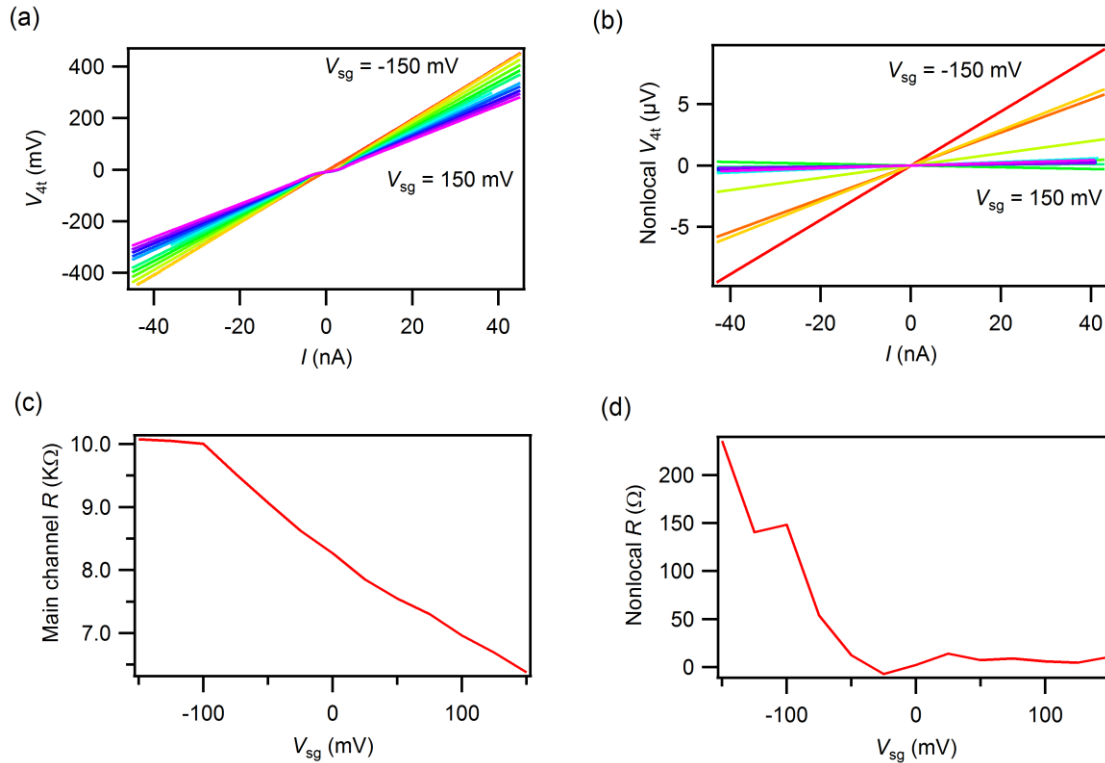 (a)
V4t (mV)
400
200
0
-200
-400
Vsg = -150 mV
Vsg = 150 mV
-40
-20
0
20
40
I (nA)
(b)
Nonlocal V4t (µV)
5
0
-5
Vsg = -150 mV
Vsg = 150 mV
-40
-20
0
20
40
I (nA)
(c)
Main channel R (KΩ)
10.0
9.0
8.0
7.0
-100
0
100
Vsg (mV)
(d)
Nonlocal R (Ω)
200
150
100
50
0
-100
0
100
Vsg (mV)